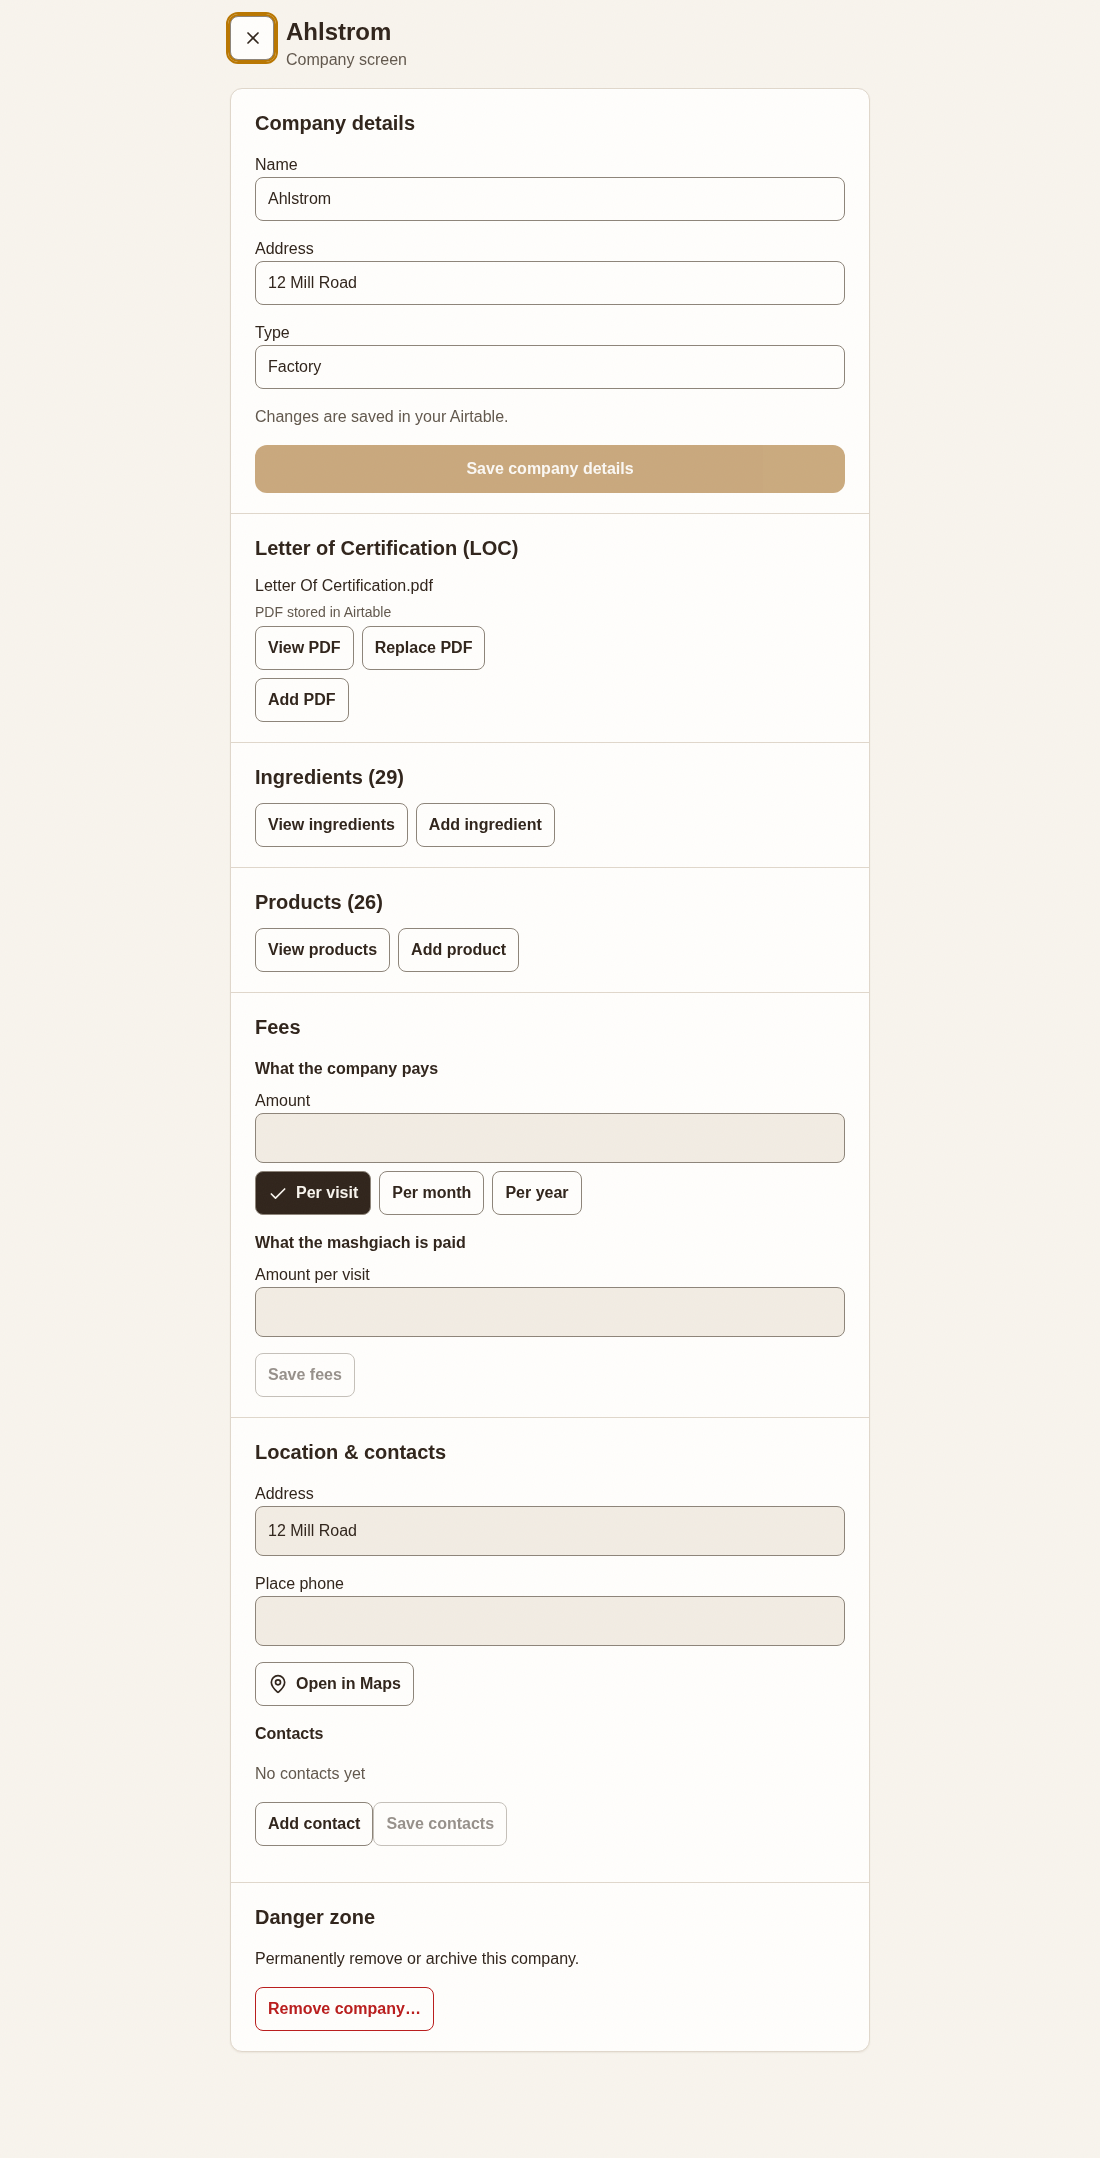 Ahlstrom
Company screen
Company details
Name
Ahlstrom
Address
12 Mill Road
Type
Factory
Changes are saved in your Airtable.
Save company details
Letter of Certification (LOC)
Letter Of Certification.pdf
PDF stored in Airtable
View PDF Replace PDF
Add PDF
Ingredients (29)
View ingredients Add ingredient
Products (26)
View products Add product
Fees
What the company pays
Amount
Per visit Per month Per year
What the mashgiach is paid
Amount per visit
Save fees
Location & contacts
Address
12 Mill Road
Place phone
Open in Maps
Contacts
No contacts yet
Add contact Save contacts
Danger zone
Permanently remove or archive this company.
Remove company…